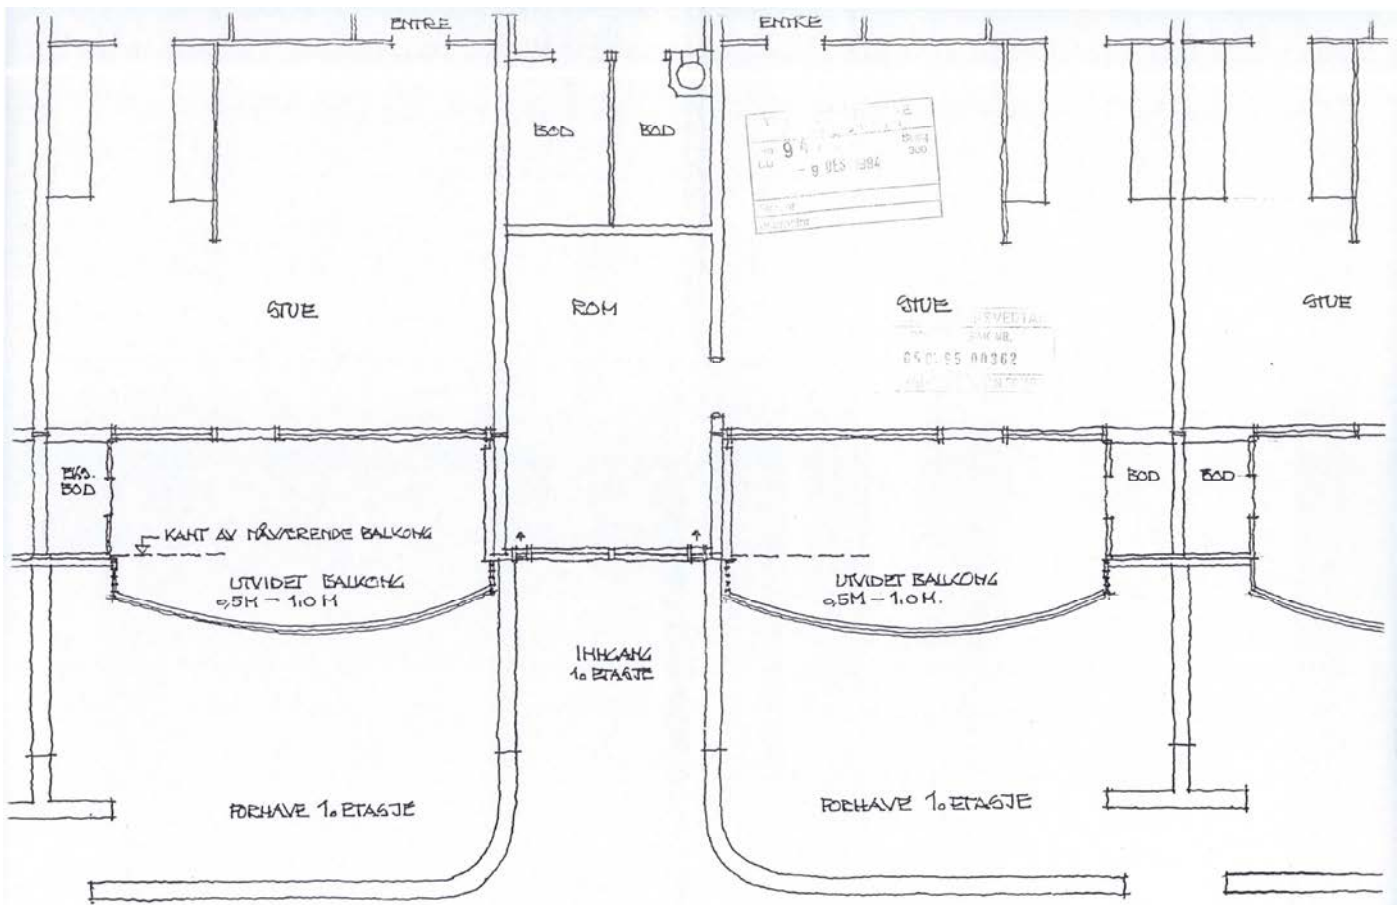 ENTRE
ENTRE
BOD
BOD
9 DES 1994
STUE
ROM
STUE
STUE
EKS.
BOD
BOD
BOD
KANT AV NÅVÆRENDE BALKONG
UTVIDET BALKONG
0,5M – 1.0 M
UTVIDET BALKONG
0,5M – 1.0 M.
INNGANG
1. ETASJE
FORHAVE 1. ETASJE
FORHAVE 1. ETASJE